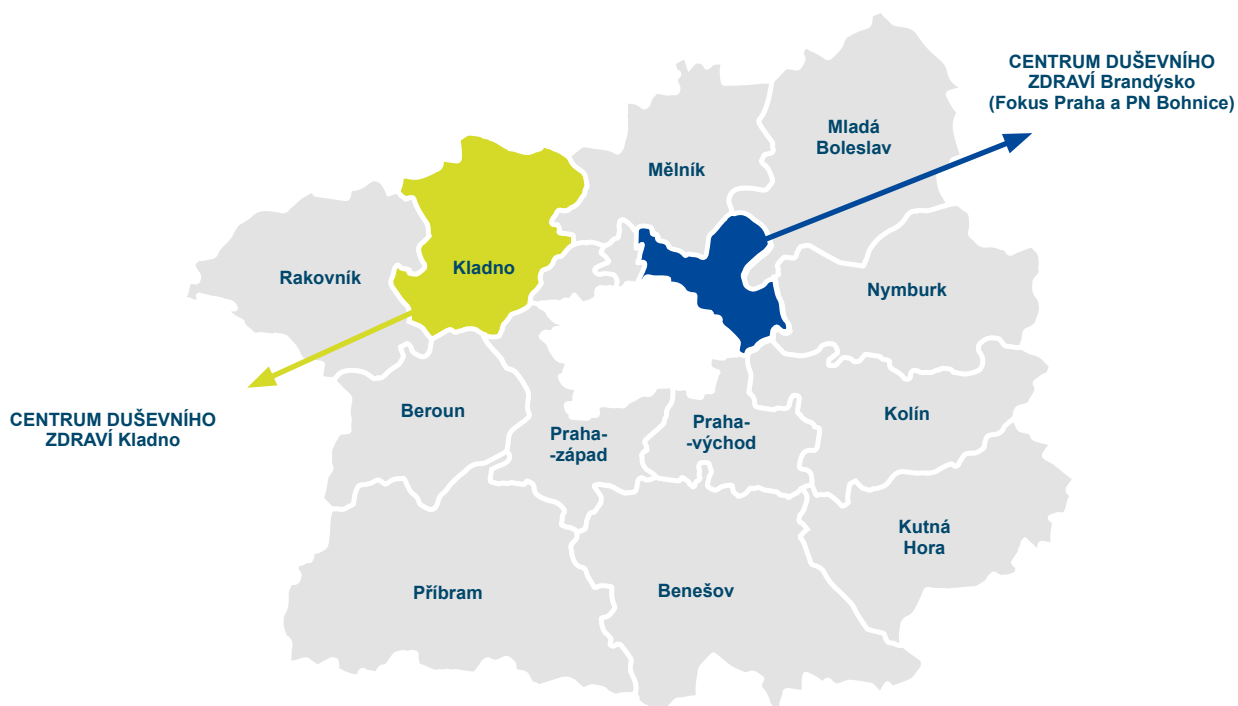 CENTRUM DUŠEVNÍHO
ZDRAVÍ Brandýsko
(Fokus Praha a PN Bohnice)
Mladá
Boleslav
Mělník
Kladno
Rakovník
Nymburk
CENTRUM DUŠEVNÍHO
ZDRAVÍ Kladno
Beroun
Praha-
-západ
Praha-
-východ
Kolín
Kutná
Hora
Příbram
Benešov